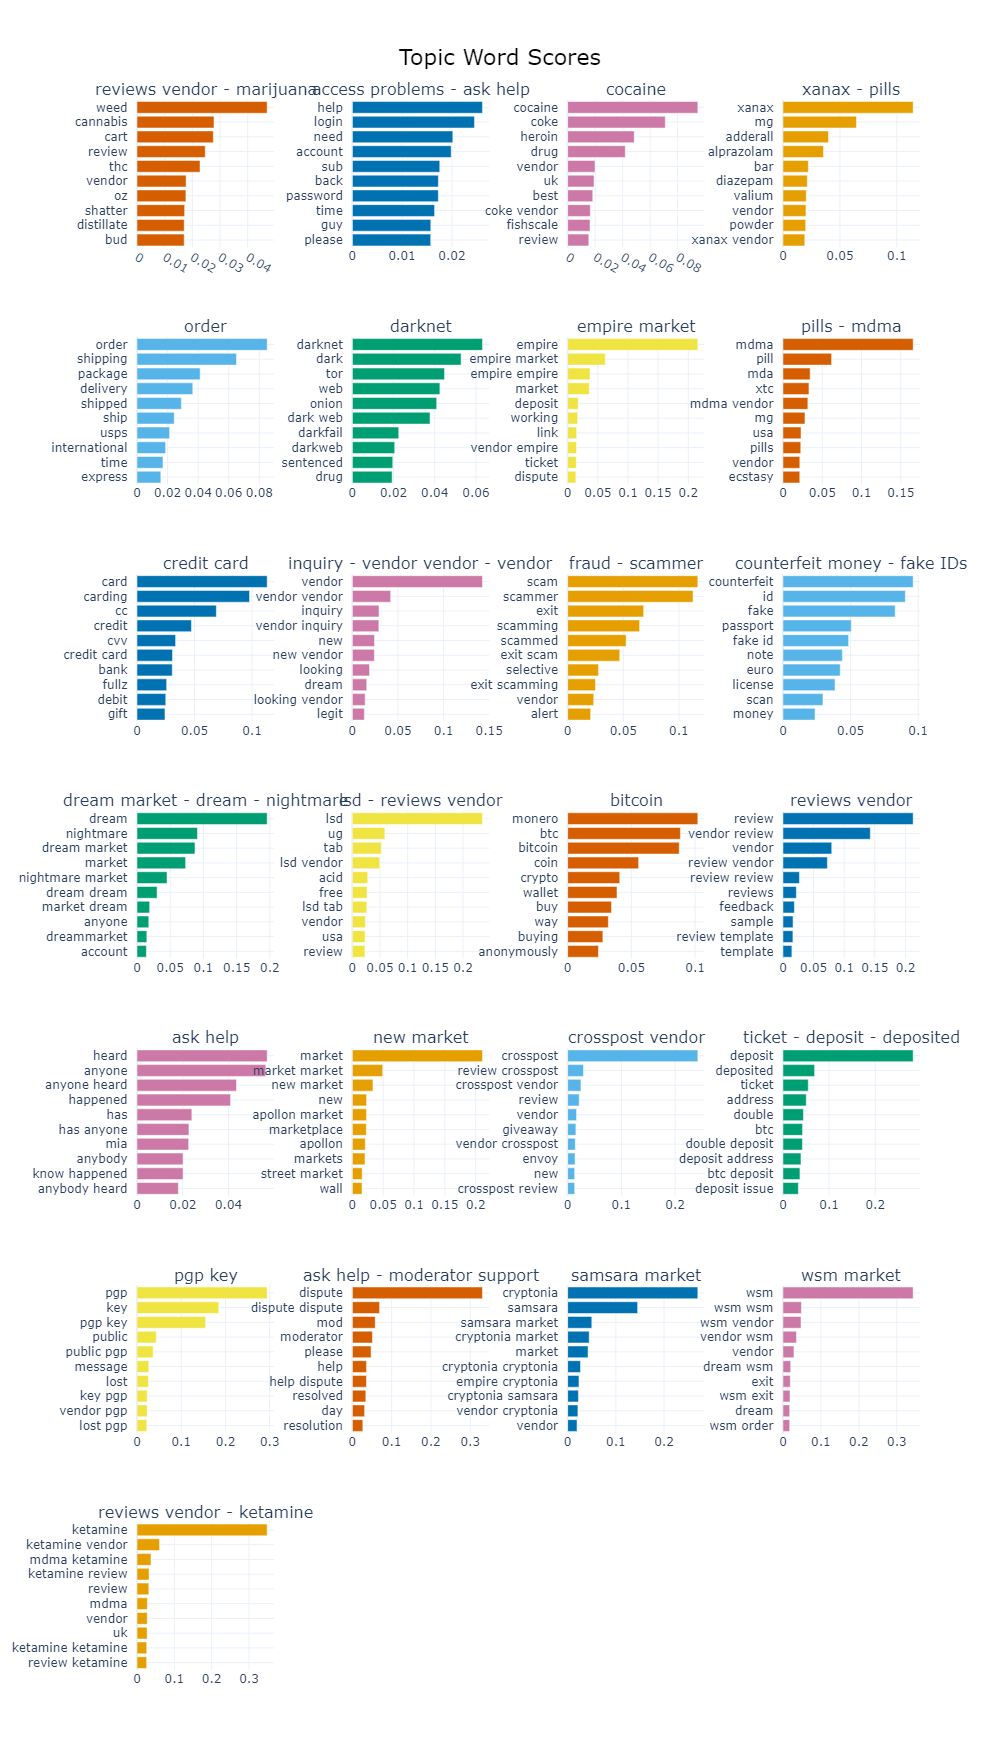 Topic Word Scores
reviews vendor - marijuana
weed
cannabis
cart
review
thc
vendor
oz
shatter
distillate
bud
0 0.01 0.02 0.03 0.04
access problems - ask help
help
login
need
account
sub
back
password
time
guy
please
0 0.01 0.02
cocaine
cocaine
coke
heroin
drug
vendor
uk
best
coke vendor
fishscale
review
0 0.02 0.04 0.06 0.08
xanax - pills
xanax
mg
adderall
alprazolam
bar
diazepam
valium
vendor
powder
xanax vendor
0 0.05 0.1
order
order
shipping
package
delivery
shipped
ship
usps
international
time
express
0 0.02 0.04 0.06 0.08
darknet
darknet
dark
tor
web
onion
dark web
darkfail
darkweb
sentenced
drug
0 0.02 0.04 0.06
empire market
empire
empire market
empire empire
market
deposit
working
link
vendor empire
ticket
dispute
0 0.05 0.1 0.15 0.2
pills - mdma
mdma
pill
mda
xtc
mdma vendor
mg
usa
pills
vendor
ecstasy
0 0.05 0.1 0.15
credit card
card
carding
cc
credit
cvv
credit card
bank
fullz
debit
gift
0 0.05 0.1
inquiry - vendor vendor - vendor
vendor
vendor vendor
inquiry
vendor inquiry
new
new vendor
looking
dream
looking vendor
legit
0 0.05 0.1 0.15
fraud - scammer
scam
scammer
exit
scamming
scammed
exit scam
selective
exit scamming
vendor
alert
0 0.05 0.1
counterfeit money - fake IDs
counterfeit
id
fake
passport
fake id
note
euro
license
scan
money
0 0.05 0.1
dream market - dream - nightmare
dream
nightmare
dream market
market
nightmare market
dream dream
market dream
anyone
dreammarket
account
0 0.05 0.1 0.15 0.2
lsd - reviews vendor
lsd
ug
tab
lsd vendor
acid
free
lsd tab
vendor
usa
review
0 0.05 0.1 0.15 0.2
bitcoin
monero
btc
bitcoin
coin
crypto
wallet
buy
way
buying
anonymously
0 0.05 0.1
reviews vendor
review
vendor review
vendor
review vendor
review review
reviews
feedback
sample
review template
template
0 0.05 0.1 0.15 0.2
ask help
heard
anyone
anyone heard
happened
has
has anyone
mia
anybody
know happened
anybody heard
0 0.02 0.04
new market
market
market market
new market
new
apollon market
marketplace
apollon
markets
street market
wall
0 0.05 0.1 0.15 0.2
crosspost vendor
crosspost
review crosspost
crosspost vendor
review
vendor
giveaway
vendor crosspost
envoy
new
crosspost review
0 0.1 0.2
ticket - deposit - deposited
deposit
deposited
ticket
address
double
btc
double deposit
deposit address
btc deposit
deposit issue
0 0.1 0.2
pgp key
pgp
key
pgp key
public
public pgp
message
lost
key pgp
vendor pgp
lost pgp
0 0.1 0.2 0.3
ask help - moderator support
dispute
dispute dispute
mod
moderator
please
help
help dispute
resolved
day
resolution
0 0.1 0.2 0.3
samsara market
cryptonia
samsara
samsara market
cryptonia market
market
cryptonia cryptonia
empire cryptonia
cryptonia samsara
vendor cryptonia
vendor
0 0.1 0.2
wsm market
wsm
wsm wsm
wsm vendor
vendor wsm
vendor
dream wsm
exit
wsm exit
dream
wsm order
0 0.1 0.2 0.3
reviews vendor - ketamine
ketamine
ketamine vendor
mdma ketamine
ketamine review
review
mdma
vendor
uk
ketamine ketamine
review ketamine
0 0.1 0.2 0.3